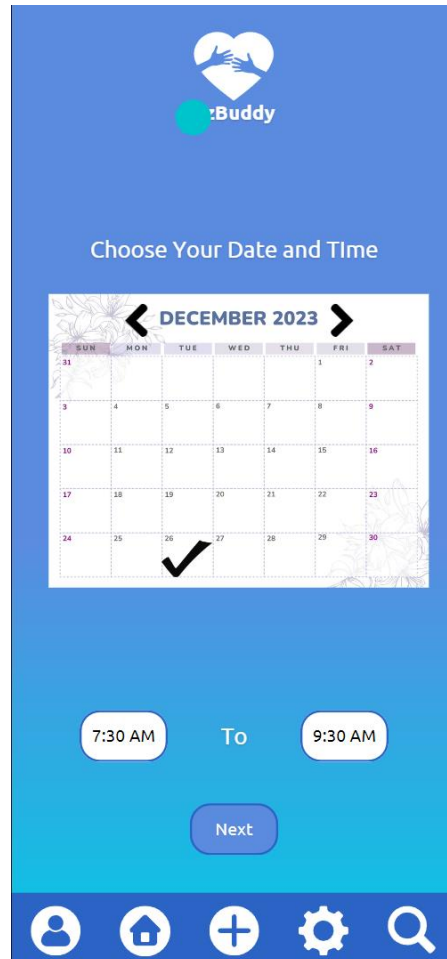 zBuddy
Choose Your Date and TIme
DECEMBER 2023
SUN MON TUE WED THU FRI SAT
31 1 2
3 4 5 6 7 8 9
10 11 12 13 14 15 16
17 18 19 20 21 22 23
24 25 26 27 28 29 30
7:30 AM To 9:30 AM
Next